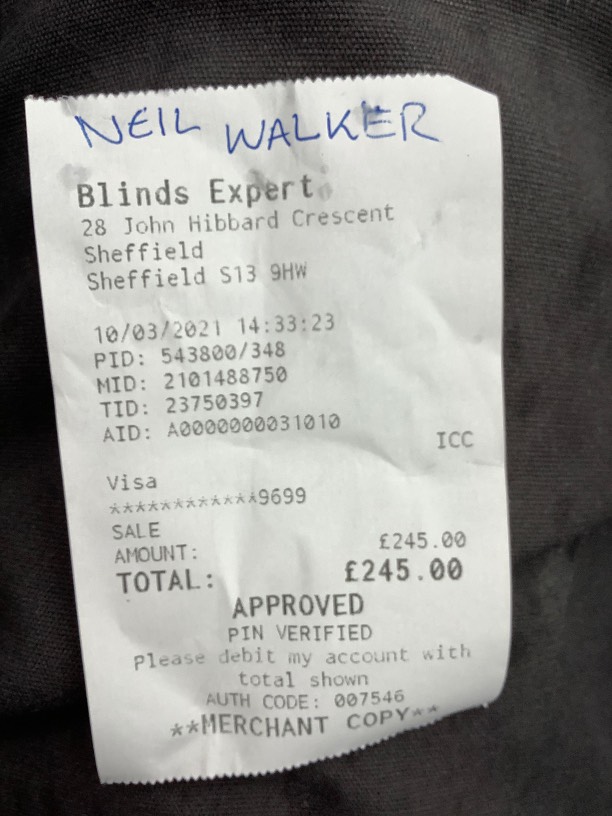 NEIL WALKER
Blinds Expert
28 John Hibbard Crescent
Sheffield
Sheffield S13 9HW
10/03/2021 14:33:23
PID: 543800/348
MID: 2101488750
TID: 23750397
AID: A0000000031010
ICC
Visa
************9699
SALE
AMOUNT: £245.00
TOTAL: £245.00
APPROVED
PIN VERIFIED
Please debit my account with
total shown
AUTH CODE: 007546
**MERCHANT COPY**